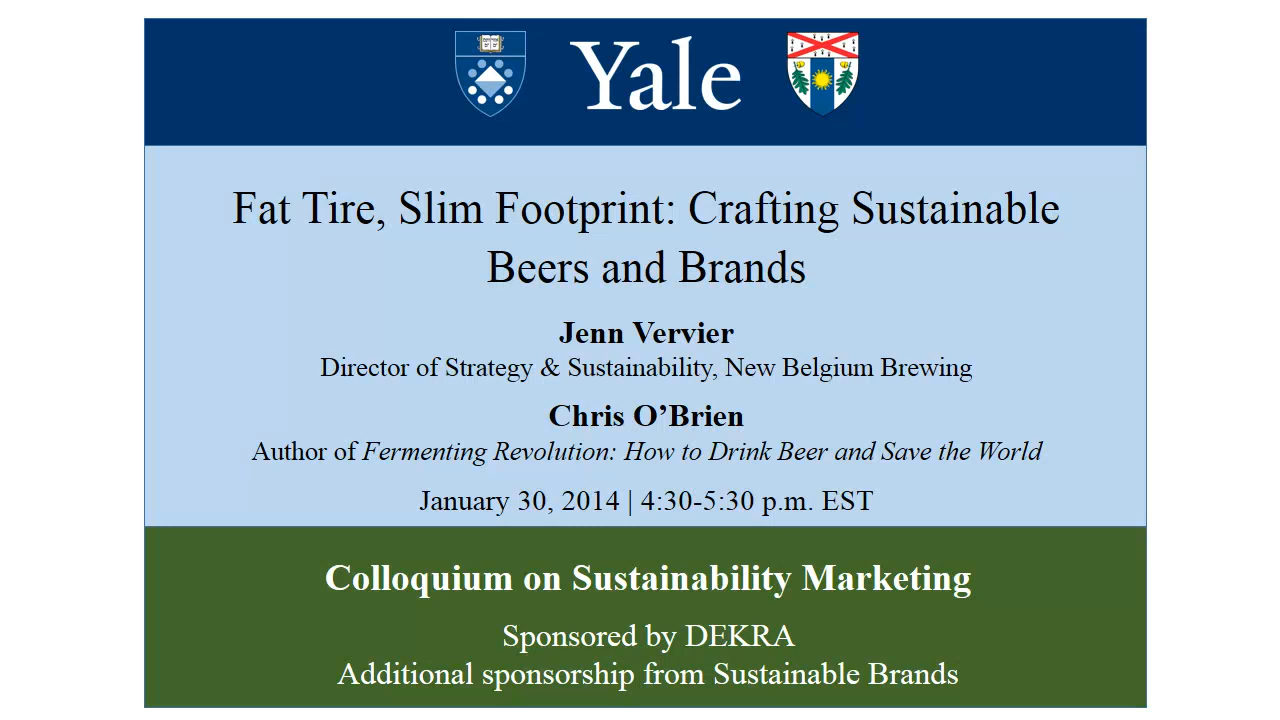 Yale
Fat Tire, Slim Footprint: Crafting Sustainable
Beers and Brands
Jenn Vervier
Director of Strategy & Sustainability, New Belgium Brewing
Chris O’Brien
Author of Fermenting Revolution: How to Drink Beer and Save the World
January 30, 2014 | 4:30-5:30 p.m. EST
Colloquium on Sustainability Marketing
Sponsored by DEKRA
Additional sponsorship from Sustainable Brands